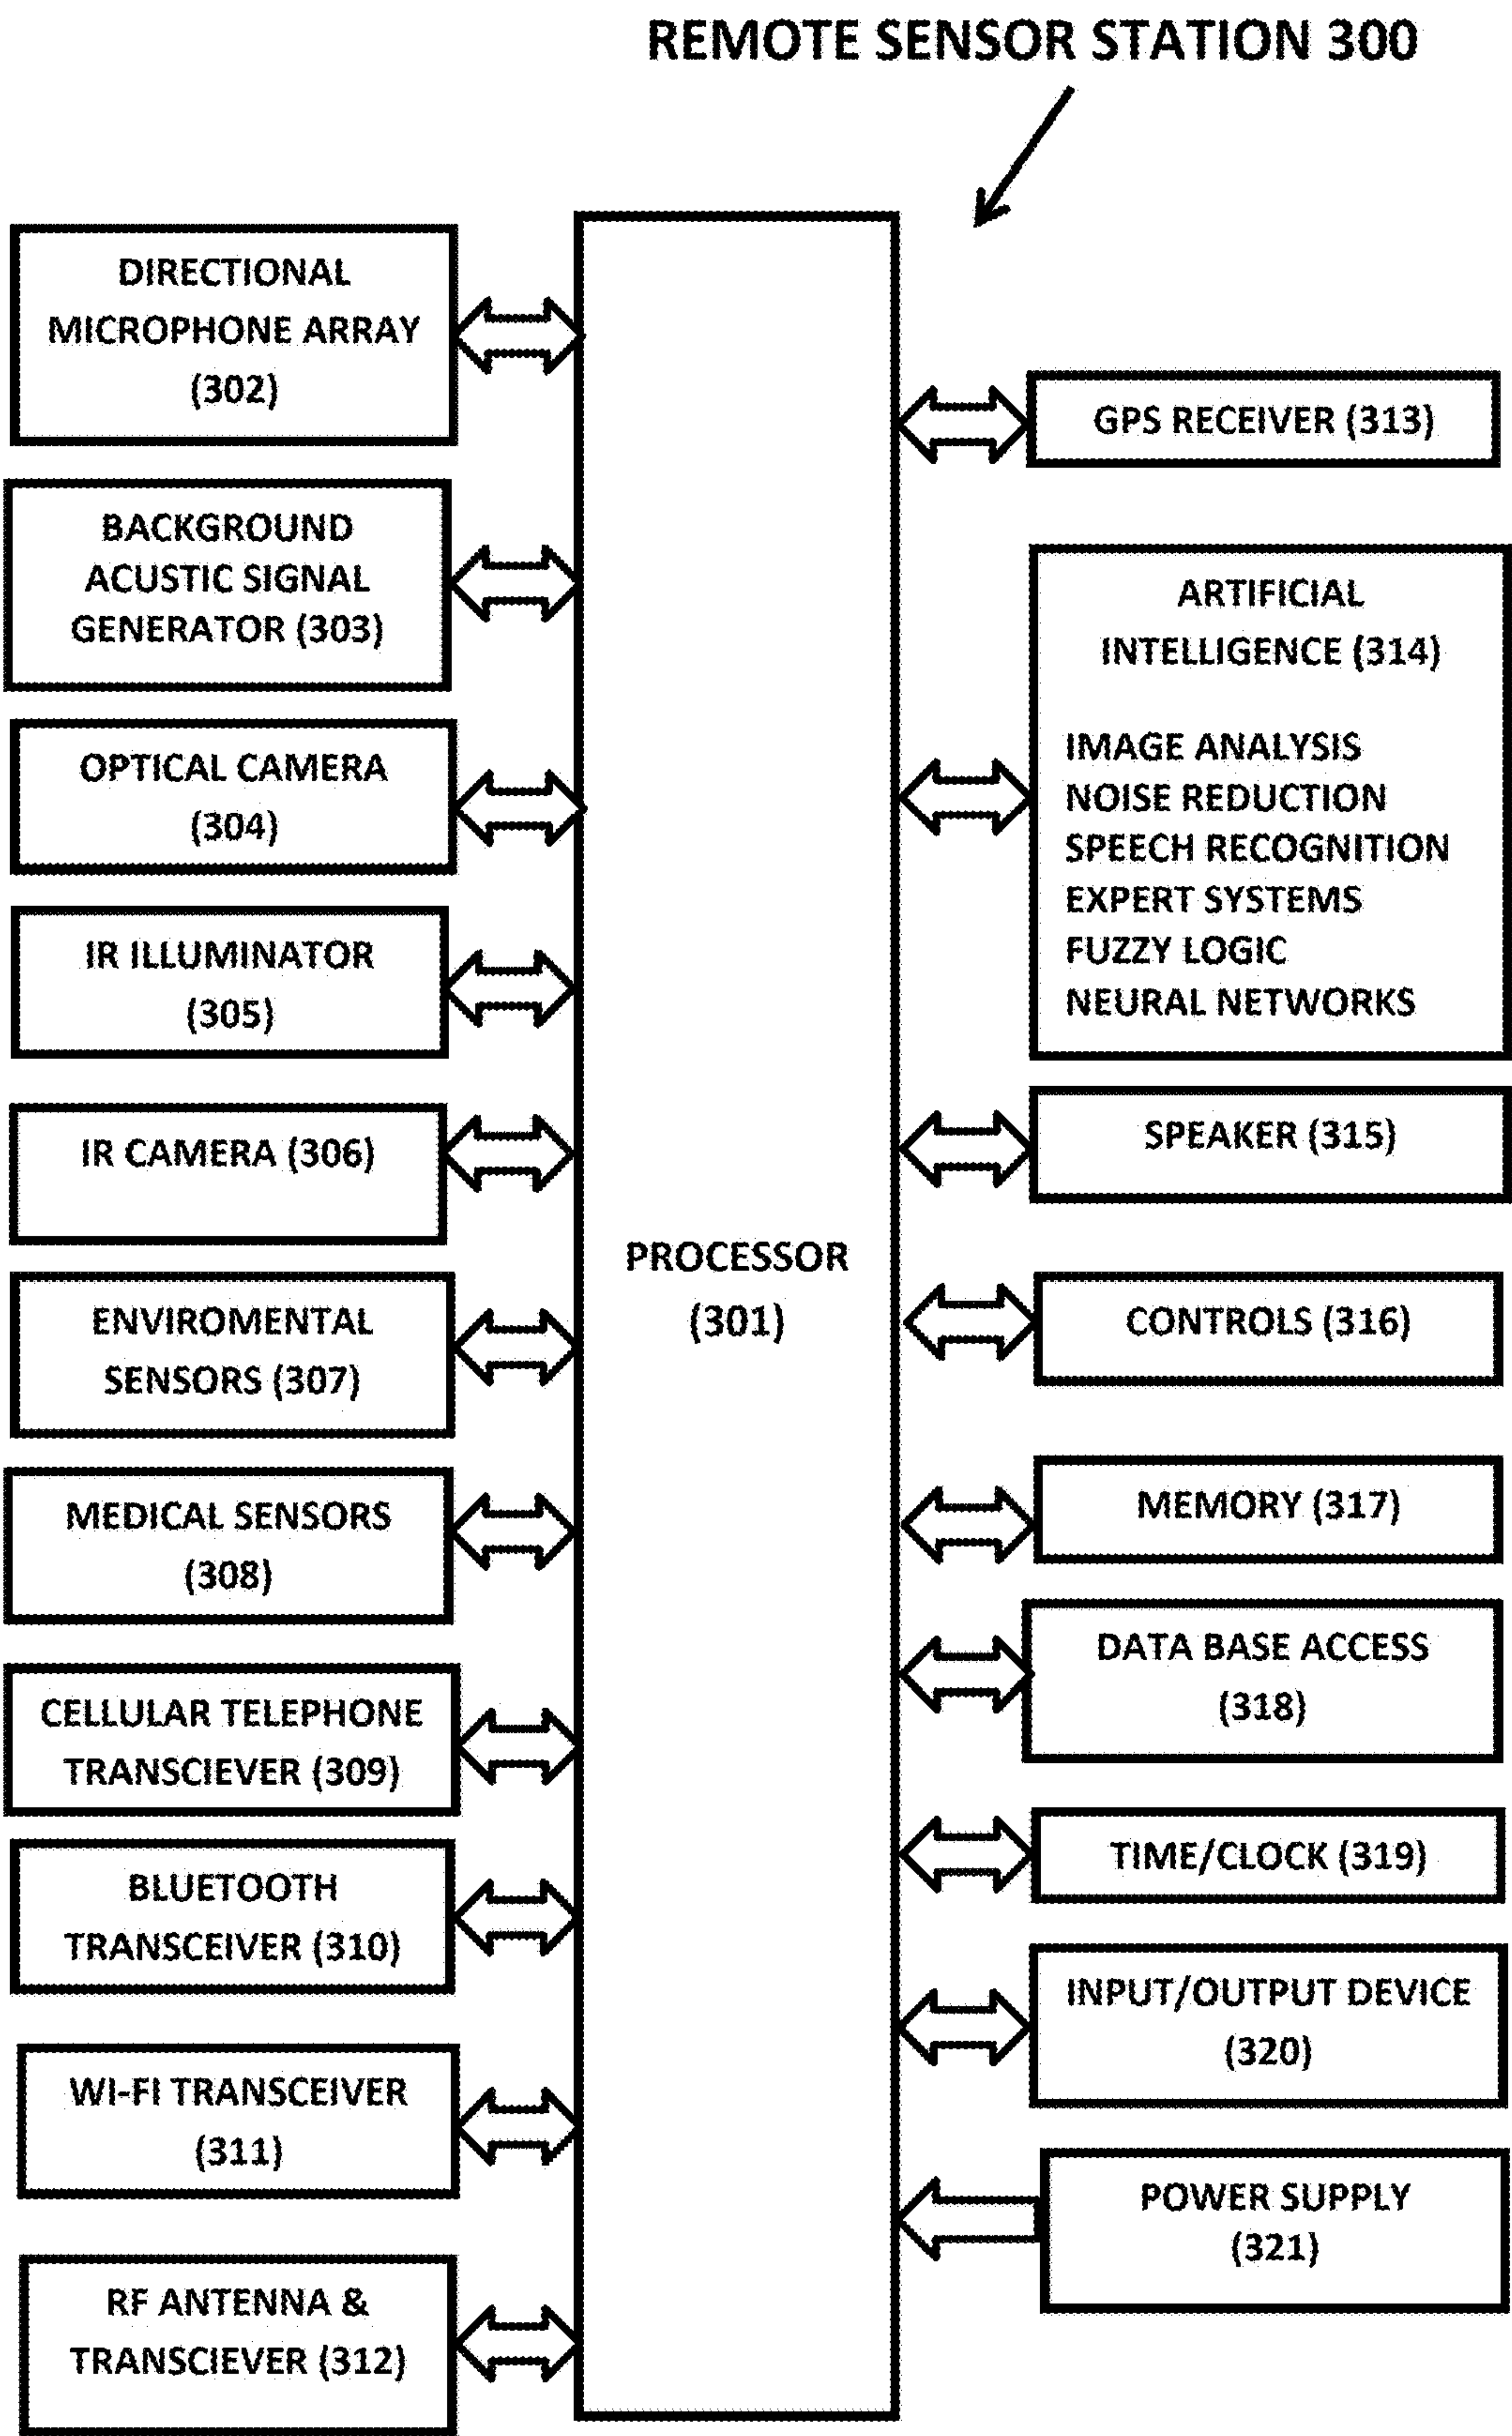 REMOTE SENSOR STATION 300
DIRECTIONAL
MICROPHONE ARRAY
(302)
BACKGROUND
ACUSTIC SIGNAL
GENERATOR (303)
OPTICAL CAMERA
(304)
IR ILLUMINATOR
(305)
IR CAMERA (306)
ENVIROMENTAL
SENSORS (307)
MEDICAL SENSORS
(308)
CELLULAR TELEPHONE
TRANSCIEVER (309)
BLUETOOTH
TRANSCEIVER (310)
WI-FI TRANSCEIVER
(311)
RF ANTENNA &
TRANSCIEVER (312)
PROCESSOR
(301)
GPS RECEIVER (313)
ARTIFICIAL
INTELLIGENCE (314)
IMAGE ANALYSIS
NOISE REDUCTION
SPEECH RECOGNITION
EXPERT SYSTEMS
FUZZY LOGIC
NEURAL NETWORKS
SPEAKER (315)
CONTROLS (316)
MEMORY (317)
DATA BASE ACCESS
(318)
TIME/CLOCK (319)
INPUT/OUTPUT DEVICE
(320)
POWER SUPPLY
(321)